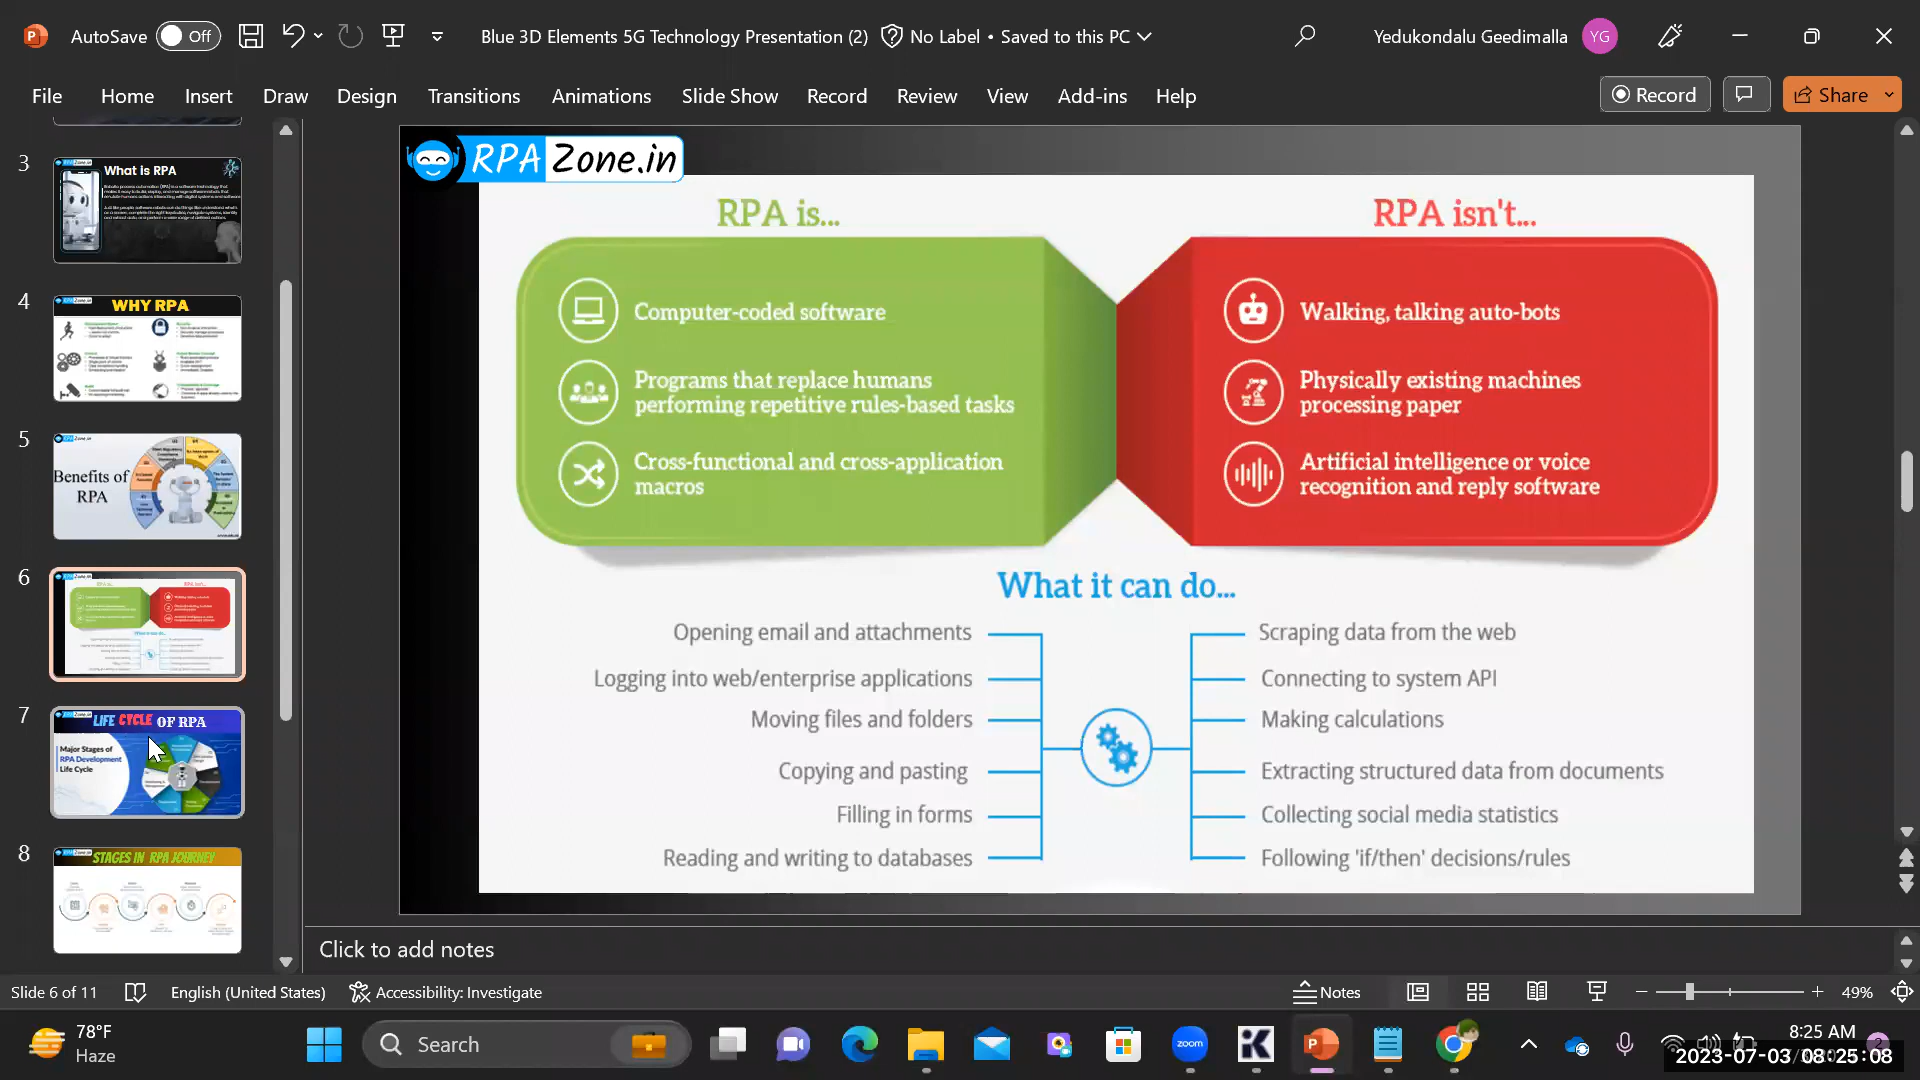 AutoSave Off
Blue 3D Elements 5G Technology Presentation (2) No Label • Saved to this PC
Yedukondalu Geedimalla YG
File Home Insert Draw Design Transitions Animations Slide Show Record Review View Add-ins Help
Record Share
3
What is RPA
4
WHY RPA
5
Benefits of
RPA
6
7
LIFE CYCLE OF RPA
Major Stages of
RPA Development
Life Cycle
8
STAGES IN RPA JOURNEY
RPA Zone.in
RPA is...
RPA isn't...
Computer-coded software
Programs that replace humans
performing repetitive rules-based tasks
Cross-functional and cross-application
macros
Walking, talking auto-bots
Physically existing machines
processing paper
Artificial intelligence or voice
recognition and reply software
What it can do...
Opening email and attachments
Logging into web/enterprise applications
Moving files and folders
Copying and pasting
Filling in forms
Reading and writing to databases
Scraping data from the web
Connecting to system API
Making calculations
Extracting structured data from documents
Collecting social media statistics
Following 'if/then' decisions/rules
Click to add notes
Slide 6 of 11 English (United States) Accessibility: Investigate
Notes 49%
78°F
Haze
Search
zoom
8:25 AM
2023-07-03 08:25:08